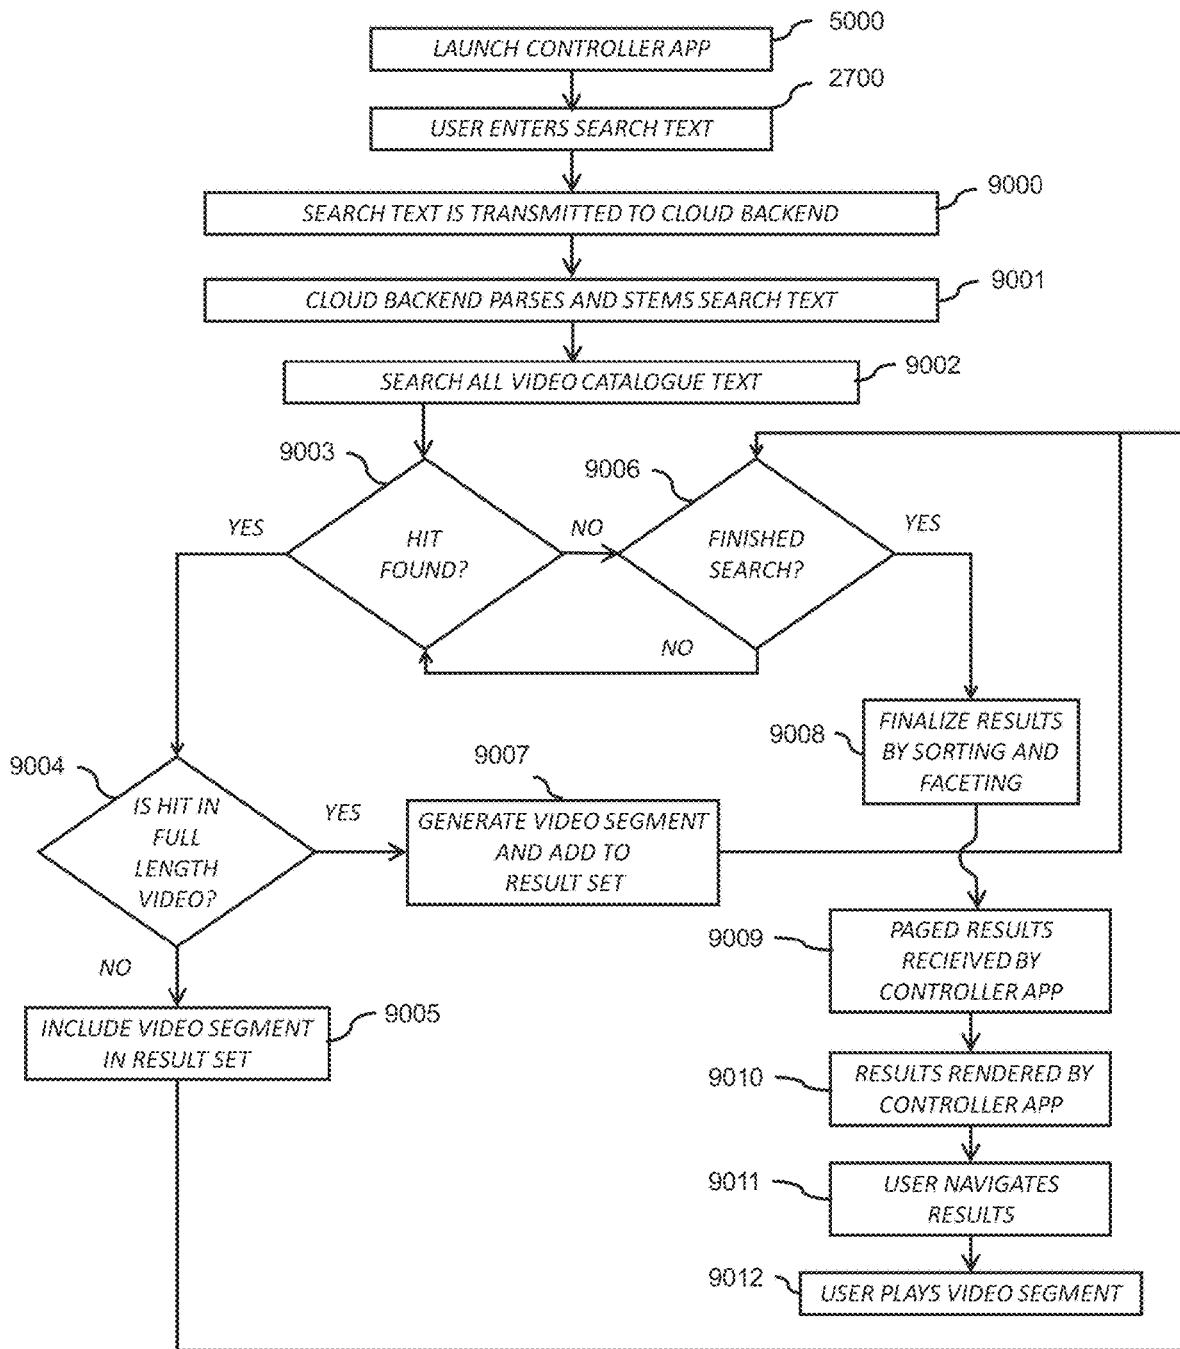 5000
LAUNCH CONTROLLER APP
2700
USER ENTERS SEARCH TEXT
9000
SEARCH TEXT IS TRANSMITTED TO CLOUD BACKEND
9001
CLOUD BACKEND PARSES AND STEMS SEARCH TEXT
9002
SEARCH ALL VIDEO CATALOGUE TEXT
9003
9006
YES
HIT
FOUND?
NO
FINISHED
SEARCH?
YES
NO
9008
FINALIZE RESULTS
BY SORTING AND
FACETING
9004
IS HIT IN
FULL
LENGTH
VIDEO?
YES
9007
GENERATE VIDEO SEGMENT
AND ADD TO
RESULT SET
NO
9009
PAGED RESULTS
RECIEIVED BY
CONTROLLER APP
INCLUDE VIDEO SEGMENT
IN RESULT SET
9005
9010
RESULTS RENDERED BY
CONTROLLER APP
9011
USER NAVIGATES
RESULTS
9012
USER PLAYS VIDEO SEGMENT